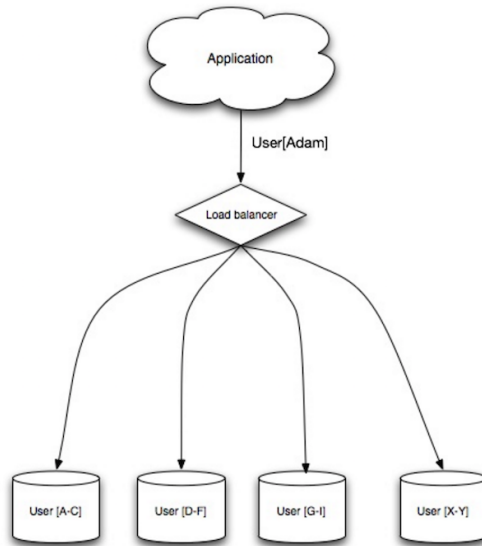 Application
User[Adam]
Load balancer
User [A-C]
User [D-F]
User [G-I]
User [X-Y]